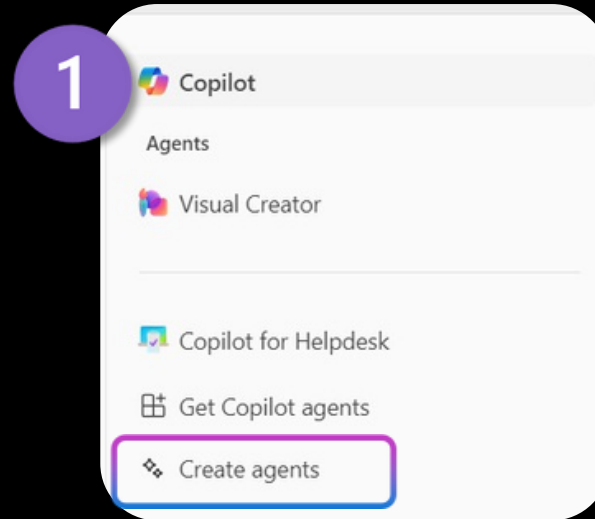 1
Copilot
Agents
Visual Creator
Copilot for Helpdesk
Get Copilot agents
Create agents